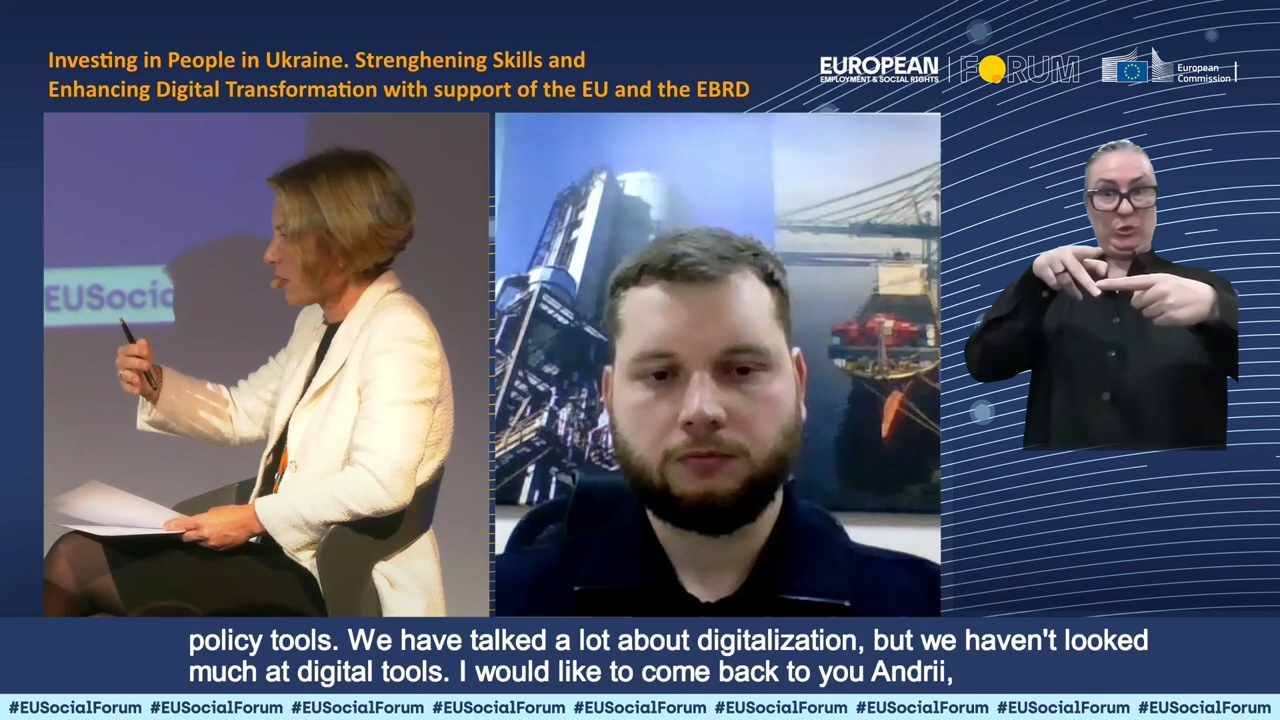 Investing in People in Ukraine. Strenghening Skills and
Enhancing Digital Transformation with support of the EU and the EBRD
EUROPEAN
EMPLOYMENT & SOCIAL RIGHTS
FORUM
European
Commission
EUSocia
policy tools. We have talked a lot about digitalization, but we haven't looked
much at digital tools. I would like to come back to you Andrii,
#EUSocialForum #EUSocialForum #EUSocialForum #EUSocialForum #EUSocialForum #EUSocialForum #EUSocialForum #EUSocialForum #EUSocialForum